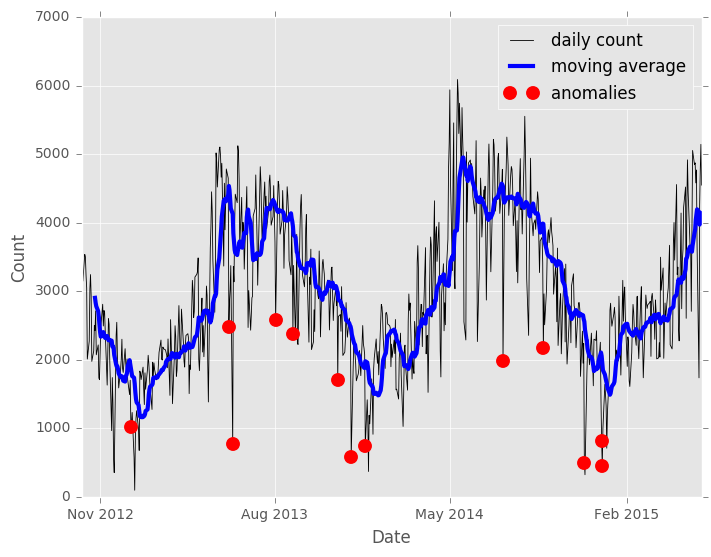 7000
6000
5000
4000
3000
2000
1000
0
Count
daily count
moving average
anomalies
Nov 2012 Aug 2013 May 2014 Feb 2015
Date